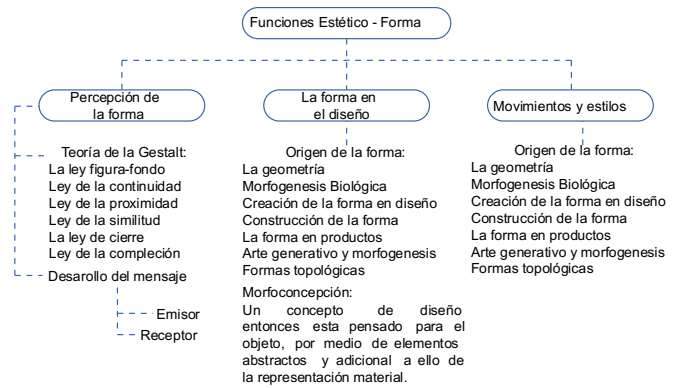 Funciones Estético - Forma
Percepción de
la forma
Teoría de la Gestalt:
La ley figura-fondo
Ley de la continuidad
Ley de la proximidad
Ley de la similitud
La ley de cierre
Ley de la compleción
Desarollo del mensaje
Emisor
Receptor
La forma en
el diseño
Origen de la forma:
La geometría
Morfogenesis Biológica
Creación de la forma en diseño
Construcción de la forma
La forma en productos
Arte generativo y morfogenesis
Formas topológicas
Morfoconcepción:
Un concepto de diseño
entonces esta pensado para el
objeto, por medio de elementos
abstractos y adicional a ello de
la representación material.
Movimientos y estilos
Origen de la forma:
La geometría
Morfogenesis Biológica
Creación de la forma en diseño
Construcción de la forma
La forma en productos
Arte generativo y morfogenesis
Formas topológicas